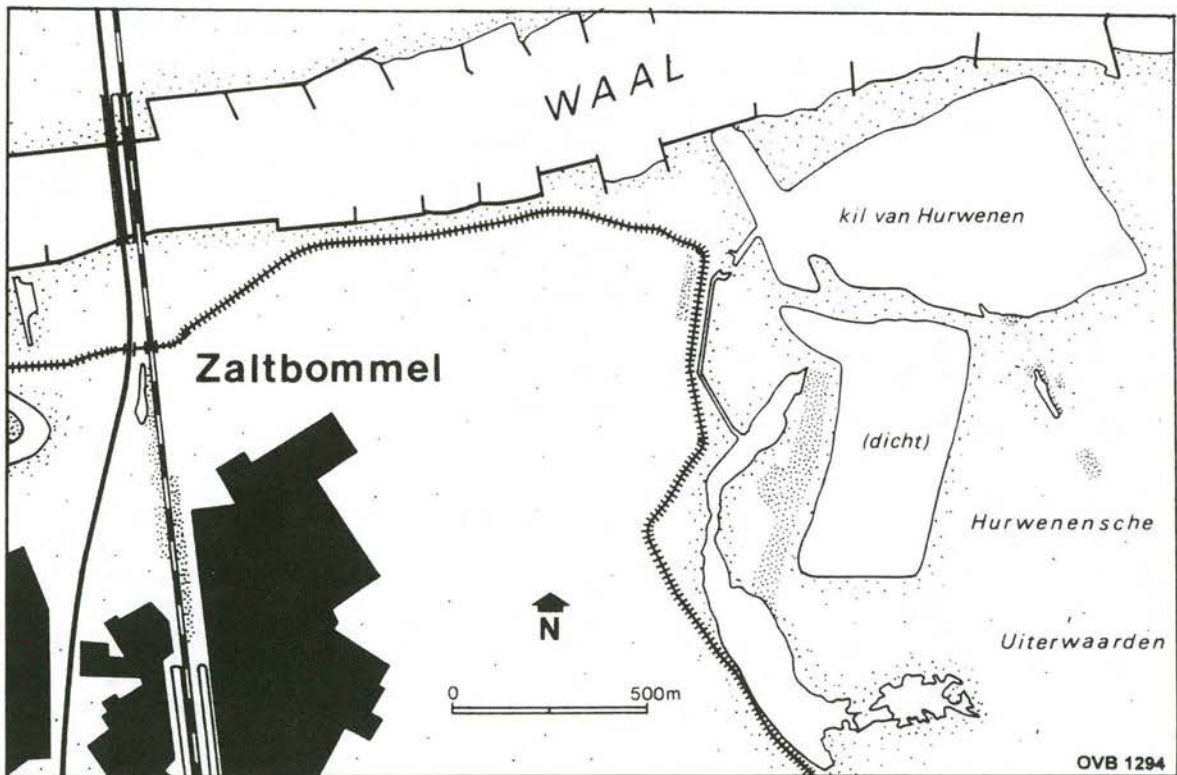 WAAL
kil van Hurwenen
Zaltbommel
(dicht)
Hurwenensche
Uiterwaarden
N
0 500m
OVB 1294